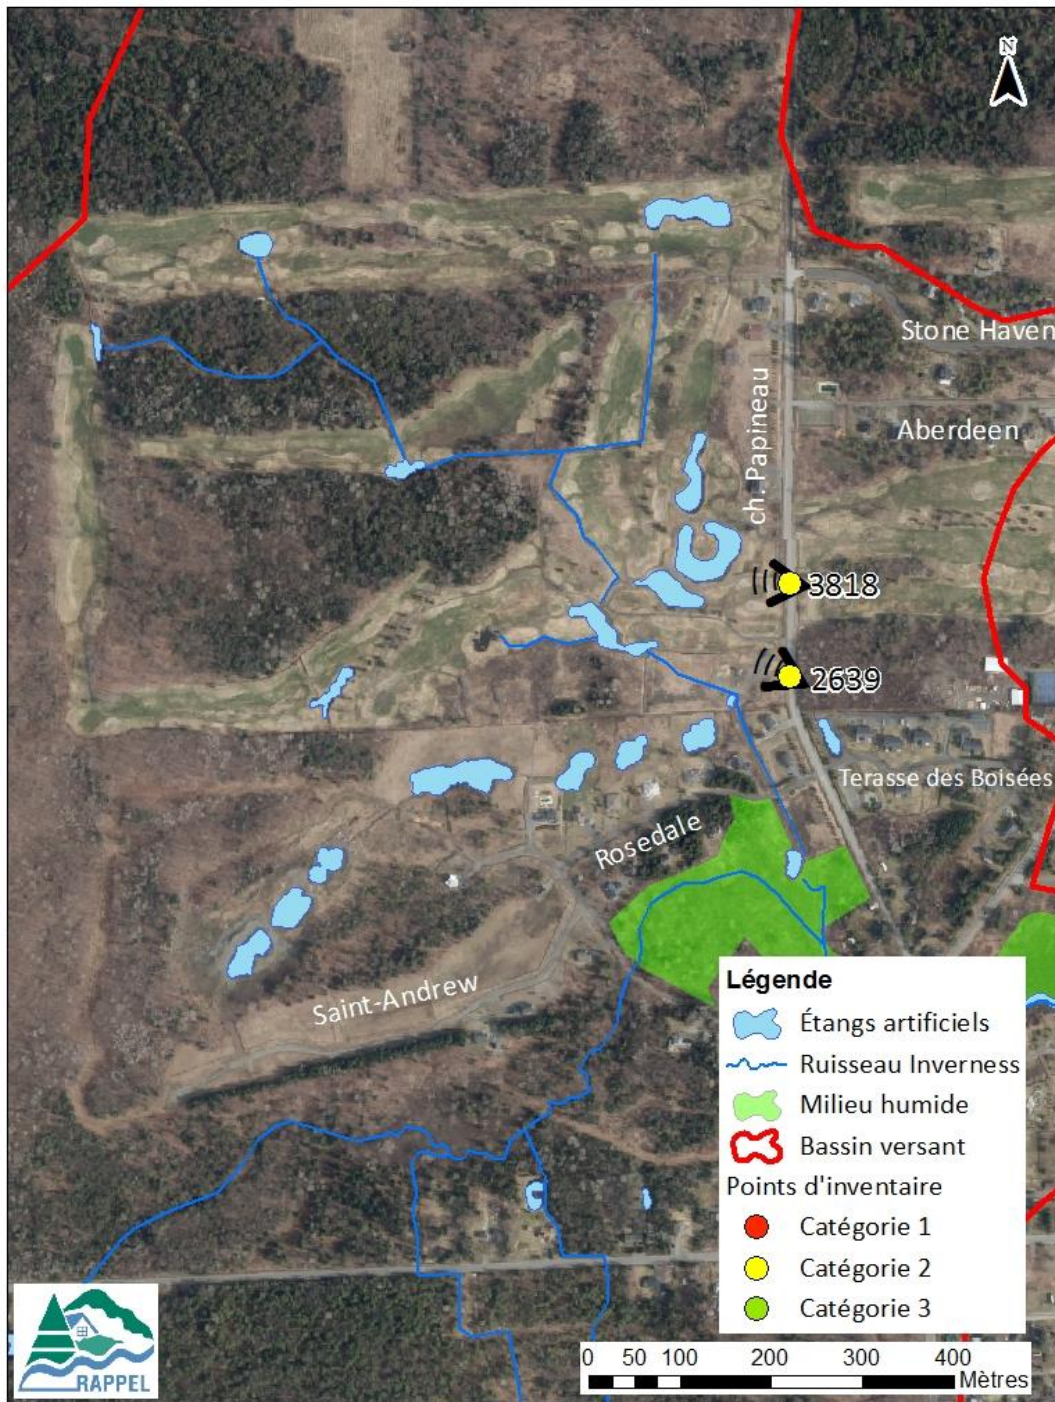 N
Stone Haven
Aberdeen
ch. Papineau
3818
2639
Terasse des Boisées
Rosedale
Saint-Andrew
Légende
Étangs artificiels
Ruisseau Inverness
Milieu humide
Bassin versant
Points d'inventaire
Catégorie 1
Catégorie 2
Catégorie 3
RAPPEL
0 50 100 200 300 400
Mètres